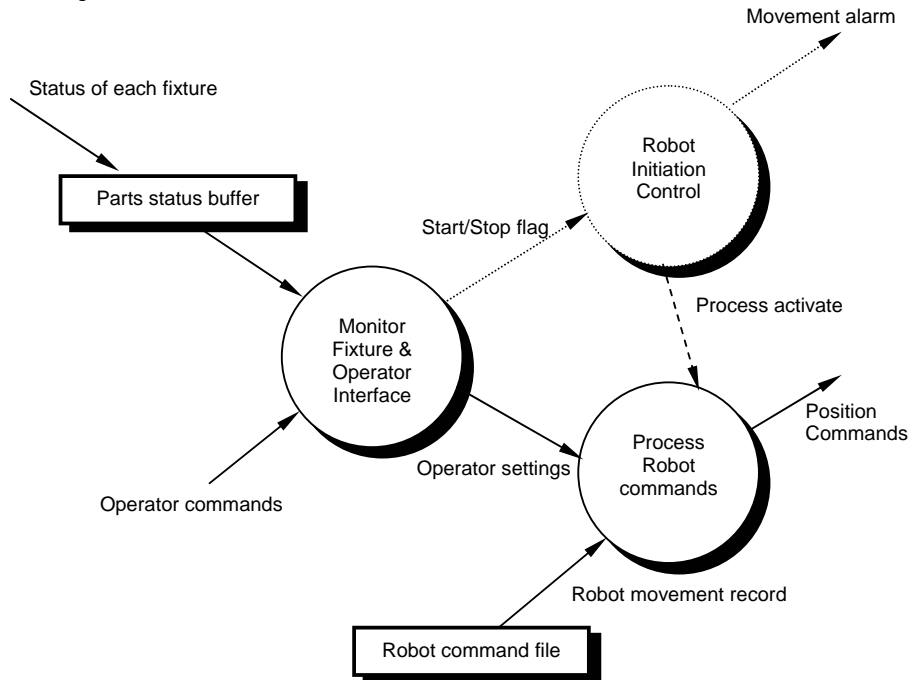 Movement alarm
Status of each fixture
Robot
Initiation
Control
Parts status buffer
Start/Stop flag
Process activate
Monitor
Fixture &
Operator
Interface
Position
Commands
Process
Robot
commands
Operator settings
Operator commands
Robot movement record
Robot command file